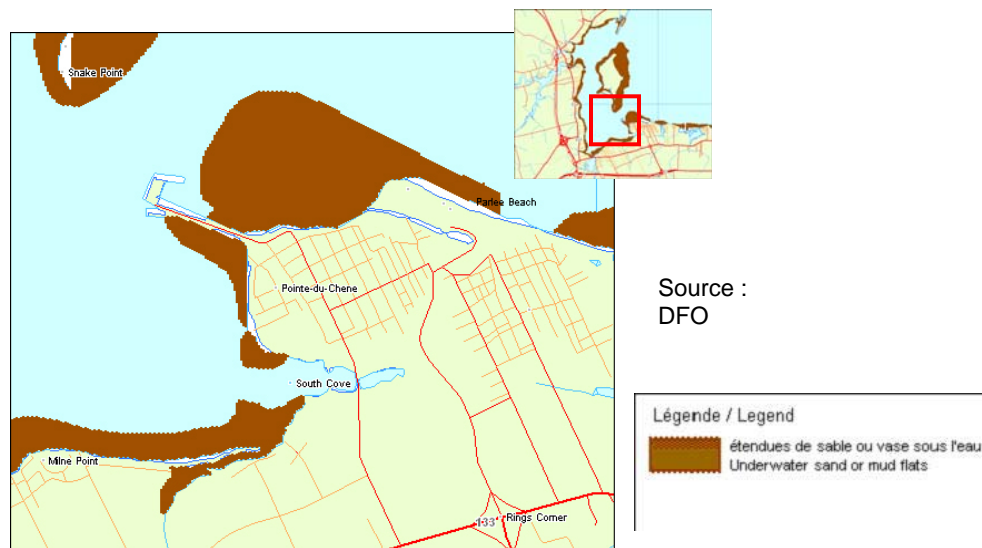 Snake Point
Parlee Beach
Pointe-du-Chene
South Cove
Milne Point
133
Rings Corner
Source :
DFO
Légende / Legend
étendues de sable ou vase sous l'eau
Underwater sand or mud flats